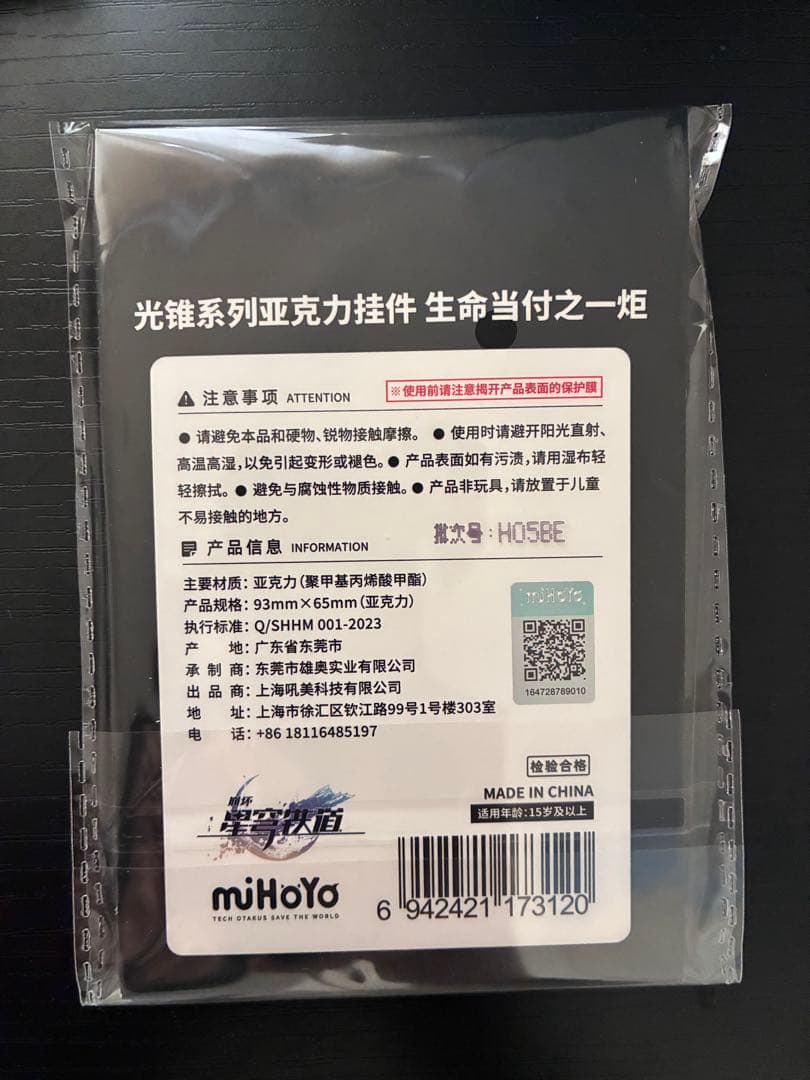 光锥系列亚克力挂件 生命当付之一炬
注意事项 ATTENTION
※使用前请注意揭开产品表面的保护膜
● 请避免本品和硬物、锐物接触摩擦。 ● 使用时请避开阳光直射、
高温高湿，以免引起变形或褪色。● 产品表面如有污渍，请用湿布轻
轻擦拭。● 避免与腐蚀性物质接触。● 产品非玩具，请放置于儿童
不易接触的地方。
批次号：H05BE
产品信息 INFORMATION
主要材质：亚克力（聚甲基丙烯酸甲酯）
产品规格：93mm×65mm（亚克力）
执行标准：Q/SHHM 001-2023
产 地：广东省东莞市
承 制 商：东莞市雄奥实业有限公司
出 品 商：上海吼美科技有限公司
地 址：上海市徐汇区钦江路99号1号楼303室
电 话：+86 18116485197
miHoYo
164728789010
检验合格
MADE IN CHINA
适用年龄：15岁及以上
崩坏
星穹铁道
miHoYo
TECH OTAKUS SAVE THE WORLD
6 942421 173120